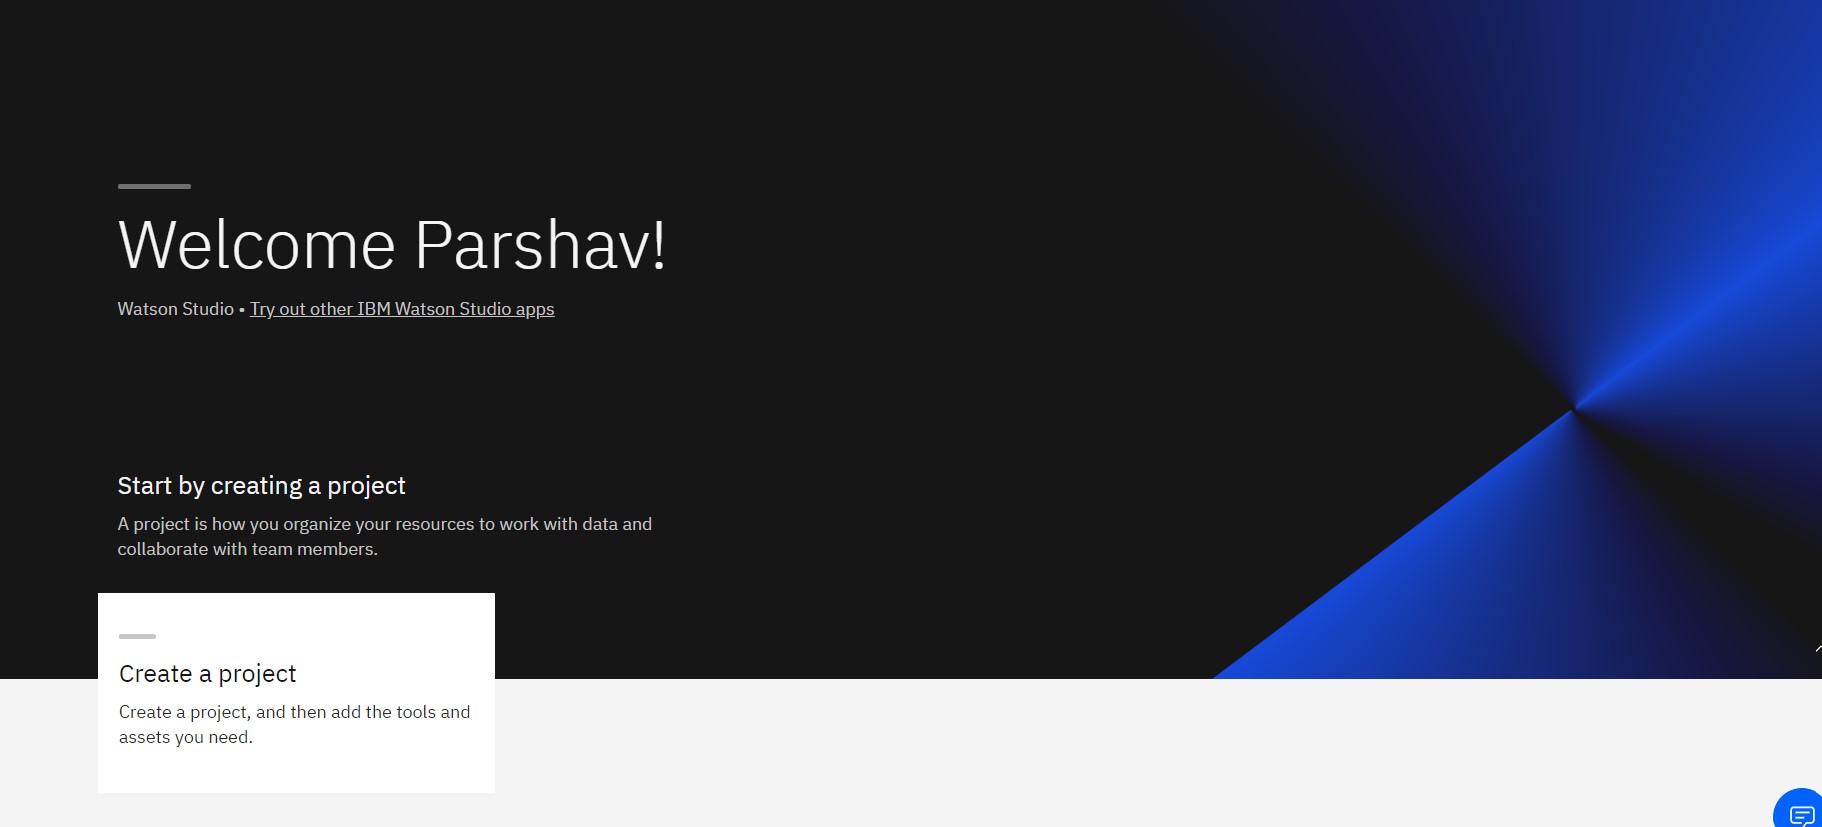 Welcome Parshav!
Watson Studio • Try out other IBM Watson Studio apps
Start by creating a project
A project is how you organize your resources to work with data and
collaborate with team members.
Create a project
Create a project, and then add the tools and
assets you need.